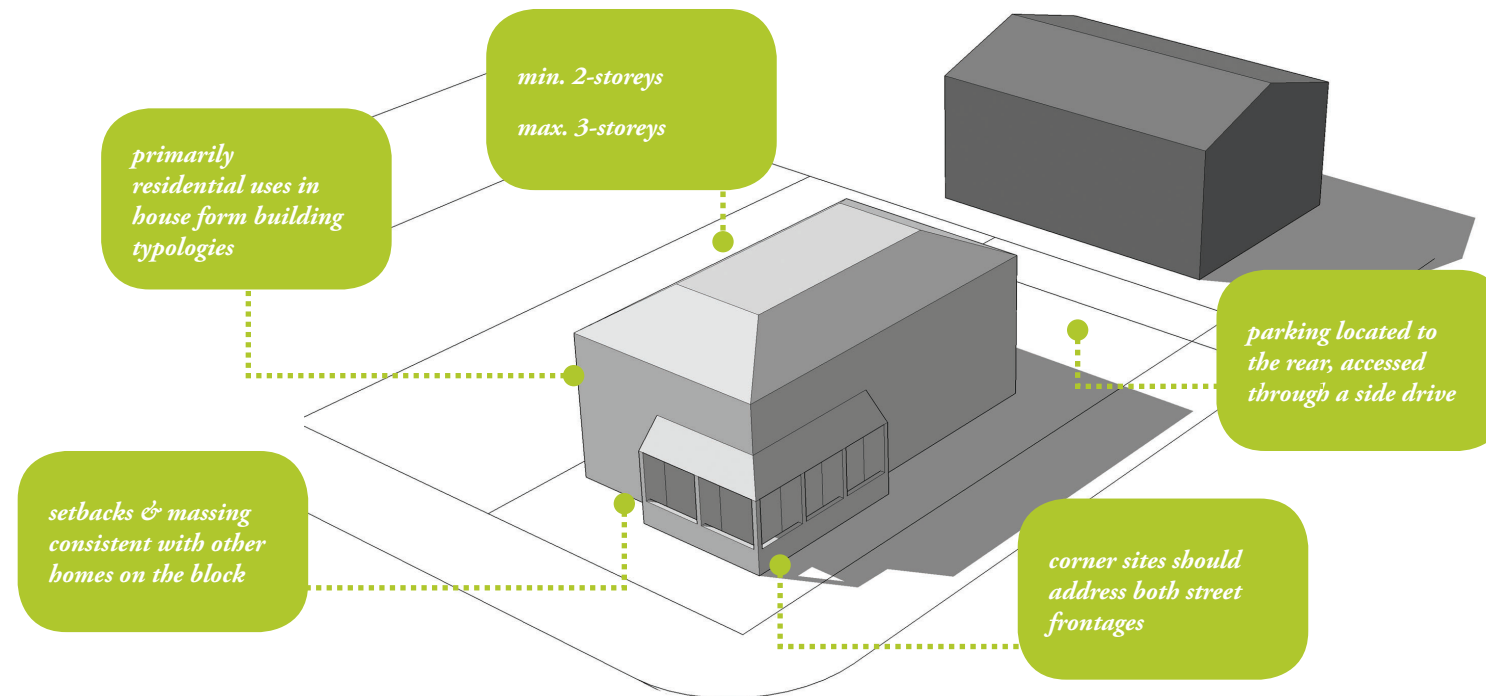 min. 2-storeys
max. 3-storeys
primarily
residential uses in
house form building
typologies
parking located to
the rear, accessed
through a side drive
setbacks & massing
consistent with other
homes on the block
corner sites should
address both street
frontages